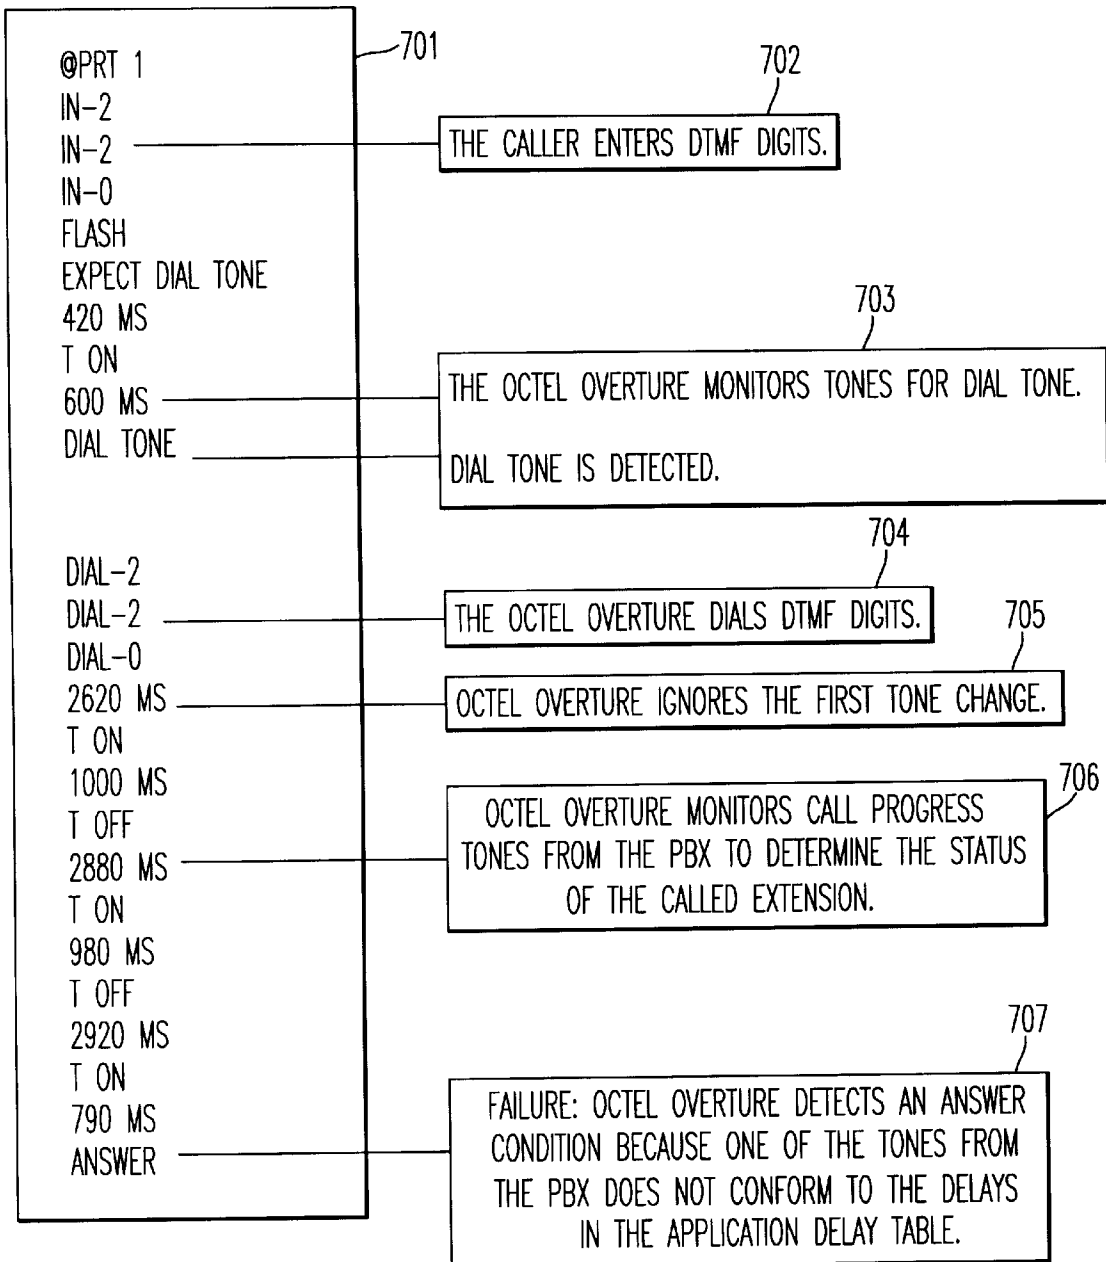 @PRT 1
IN-2
IN-2
IN-0
FLASH
EXPECT DIAL TONE
420 MS
T ON
600 MS
DIAL TONE
DIAL-2
DIAL-2
DIAL-0
2620 MS
T ON
1000 MS
T OFF
2880 MS
T ON
980 MS
T OFF
2920 MS
T ON
790 MS
ANSWER
701
702
THE CALLER ENTERS DTMF DIGITS.
703
THE OCTEL OVERTURE MONITORS TONES FOR DIAL TONE.
DIAL TONE IS DETECTED.
704
THE OCTEL OVERTURE DIALS DTMF DIGITS.
705
OCTEL OVERTURE IGNORES THE FIRST TONE CHANGE.
706
OCTEL OVERTURE MONITORS CALL PROGRESS
TONES FROM THE PBX TO DETERMINE THE STATUS
OF THE CALLED EXTENSION.
707
FAILURE: OCTEL OVERTURE DETECTS AN ANSWER
CONDITION BECAUSE ONE OF THE TONES FROM
THE PBX DOES NOT CONFORM TO THE DELAYS
IN THE APPLICATION DELAY TABLE.